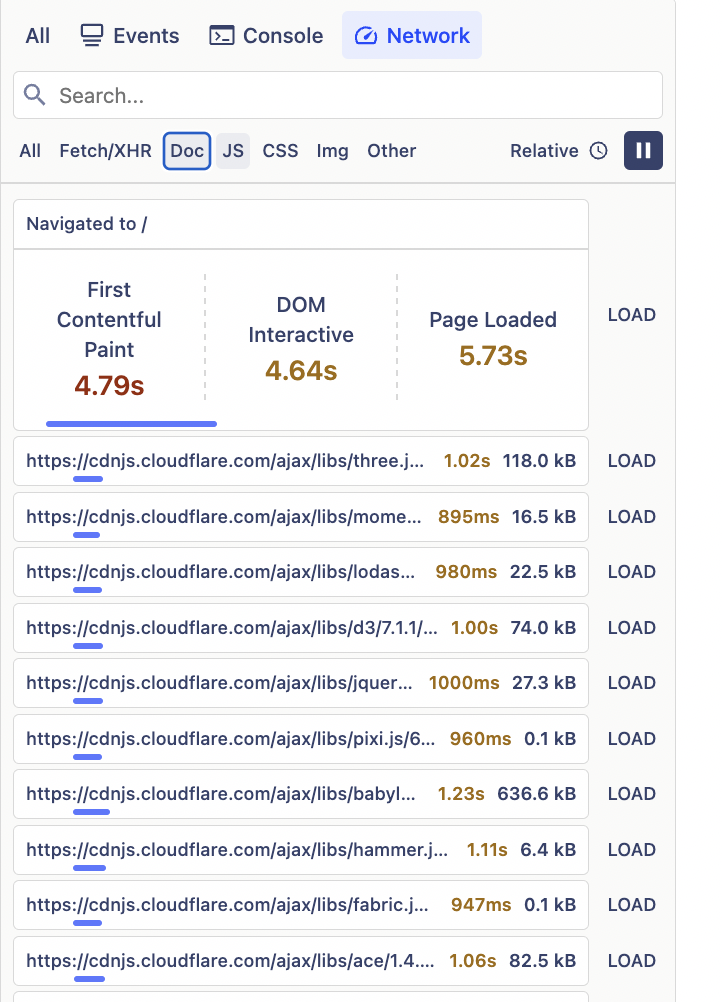 All Events Console Network
Search...
All Fetch/XHR Doc JS CSS Img Other Relative
Navigated to /
First
Contentful
Paint
4.79s
DOM
Interactive
4.64s
Page Loaded
5.73s
LOAD
https://cdnjs.cloudflare.com/ajax/libs/three.j... 1.02s 118.0 kB LOAD
https://cdnjs.cloudflare.com/ajax/libs/mome... 895ms 16.5 kB LOAD
https://cdnjs.cloudflare.com/ajax/libs/lodas... 980ms 22.5 kB LOAD
https://cdnjs.cloudflare.com/ajax/libs/d3/7.1.1/... 1.00s 74.0 kB LOAD
https://cdnjs.cloudflare.com/ajax/libs/jquer... 1000ms 27.3 kB LOAD
https://cdnjs.cloudflare.com/ajax/libs/pixi.js/6... 960ms 0.1 kB LOAD
https://cdnjs.cloudflare.com/ajax/libs/babyl... 1.23s 636.6 kB LOAD
https://cdnjs.cloudflare.com/ajax/libs/hammer.j... 1.11s 6.4 kB LOAD
https://cdnjs.cloudflare.com/ajax/libs/fabric.j... 947ms 0.1 kB LOAD
https://cdnjs.cloudflare.com/ajax/libs/ace/1.4.... 1.06s 82.5 kB LOAD